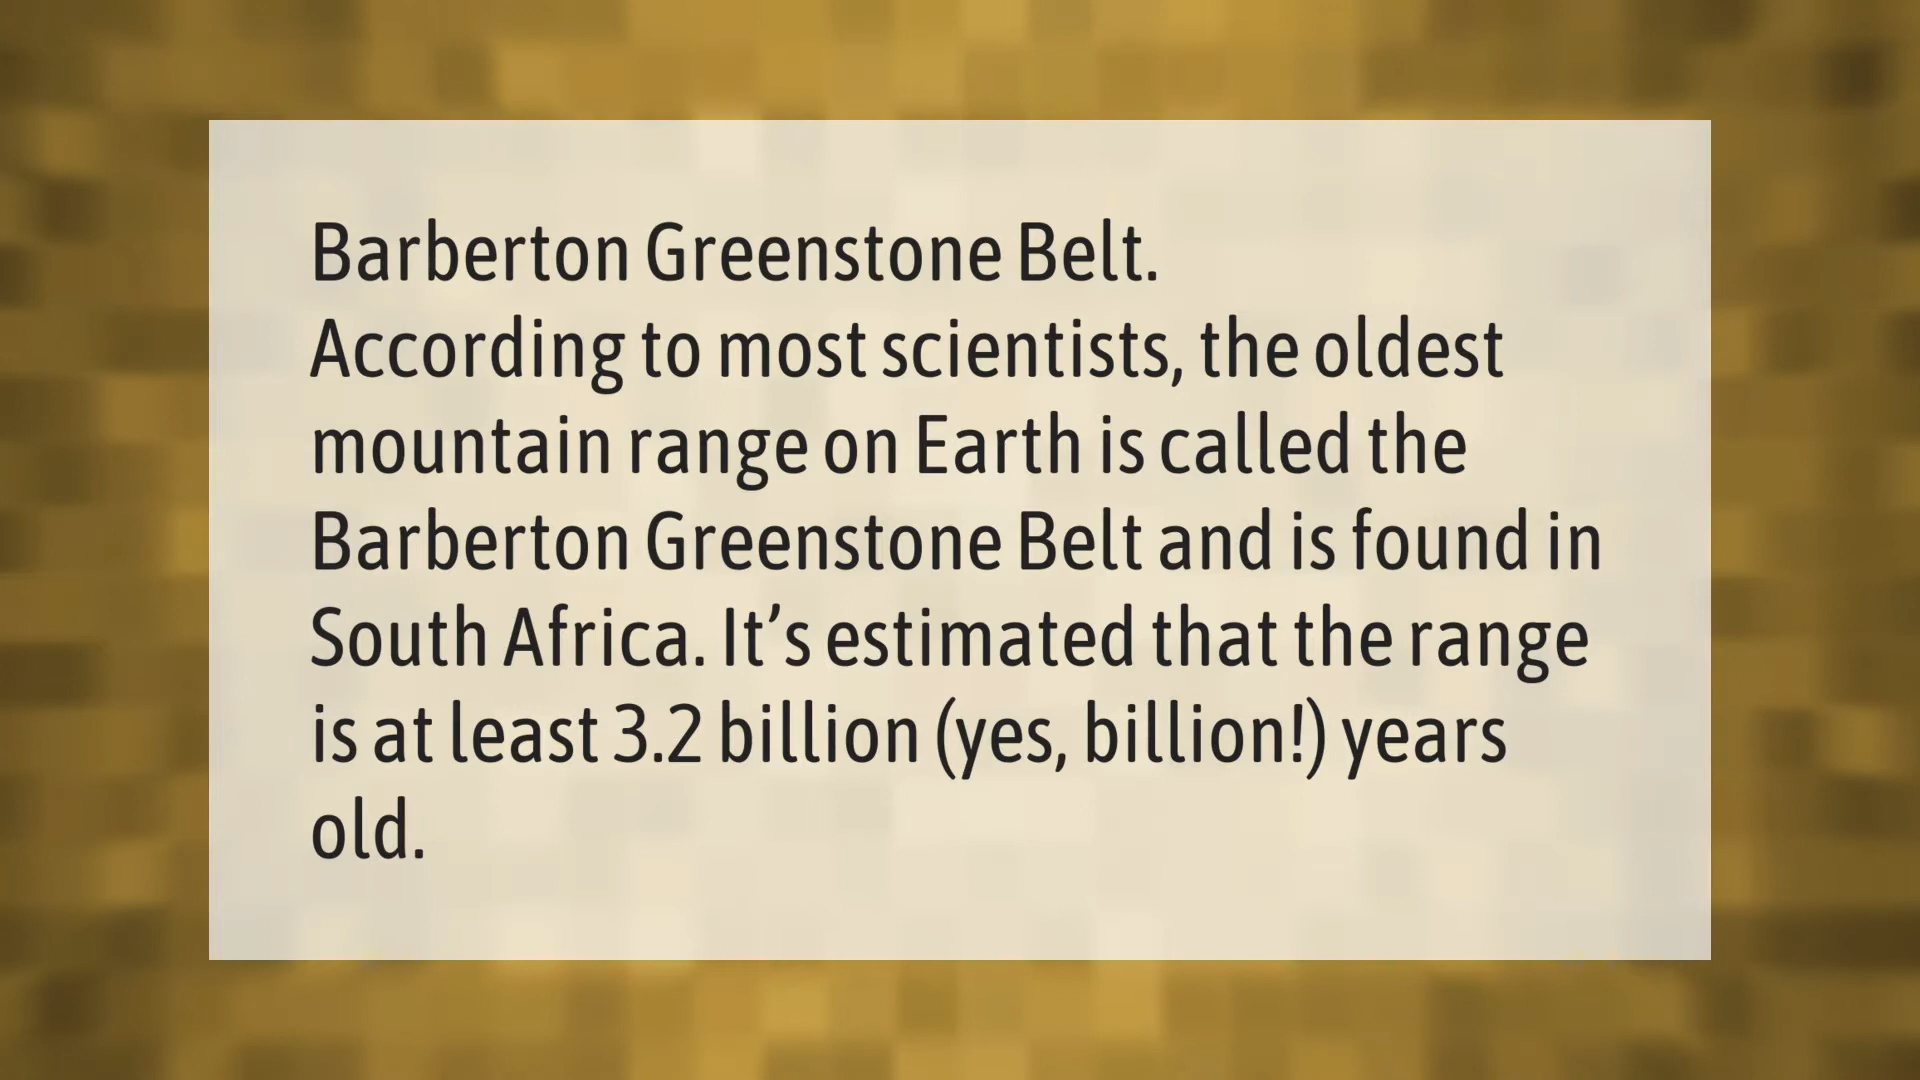 Barberton Greenstone Belt.
According to most scientists, the oldest
mountain range on Earth is called the
Barberton Greenstone Belt and is found in
South Africa. It’s estimated that the range
is at least 3.2 billion (yes, billion!) years
old.